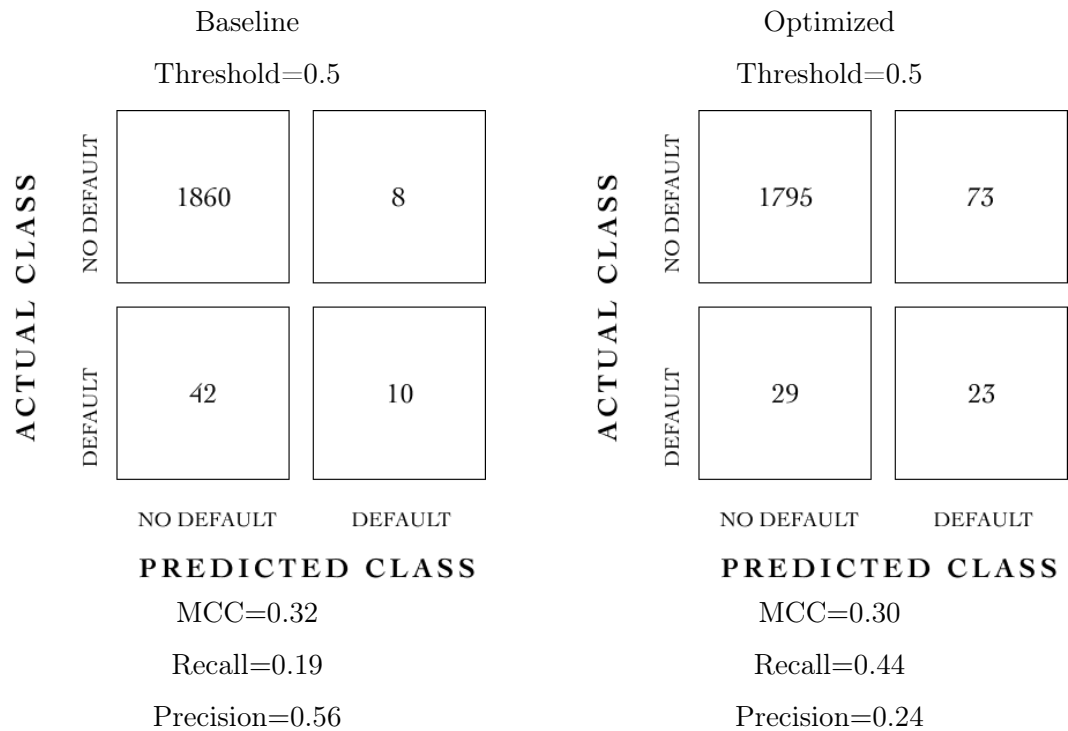 Baseline
Threshold=0.5
ACTUAL CLASS
NO DEFAULT
DEFAULT
1860
8
42
10
NO DEFAULT
DEFAULT
PREDICTED CLASS
MCC=0.32
Recall=0.19
Precision=0.56
Optimized
Threshold=0.5
ACTUAL CLASS
NO DEFAULT
DEFAULT
1795
73
29
23
NO DEFAULT
DEFAULT
PREDICTED CLASS
MCC=0.30
Recall=0.44
Precision=0.24